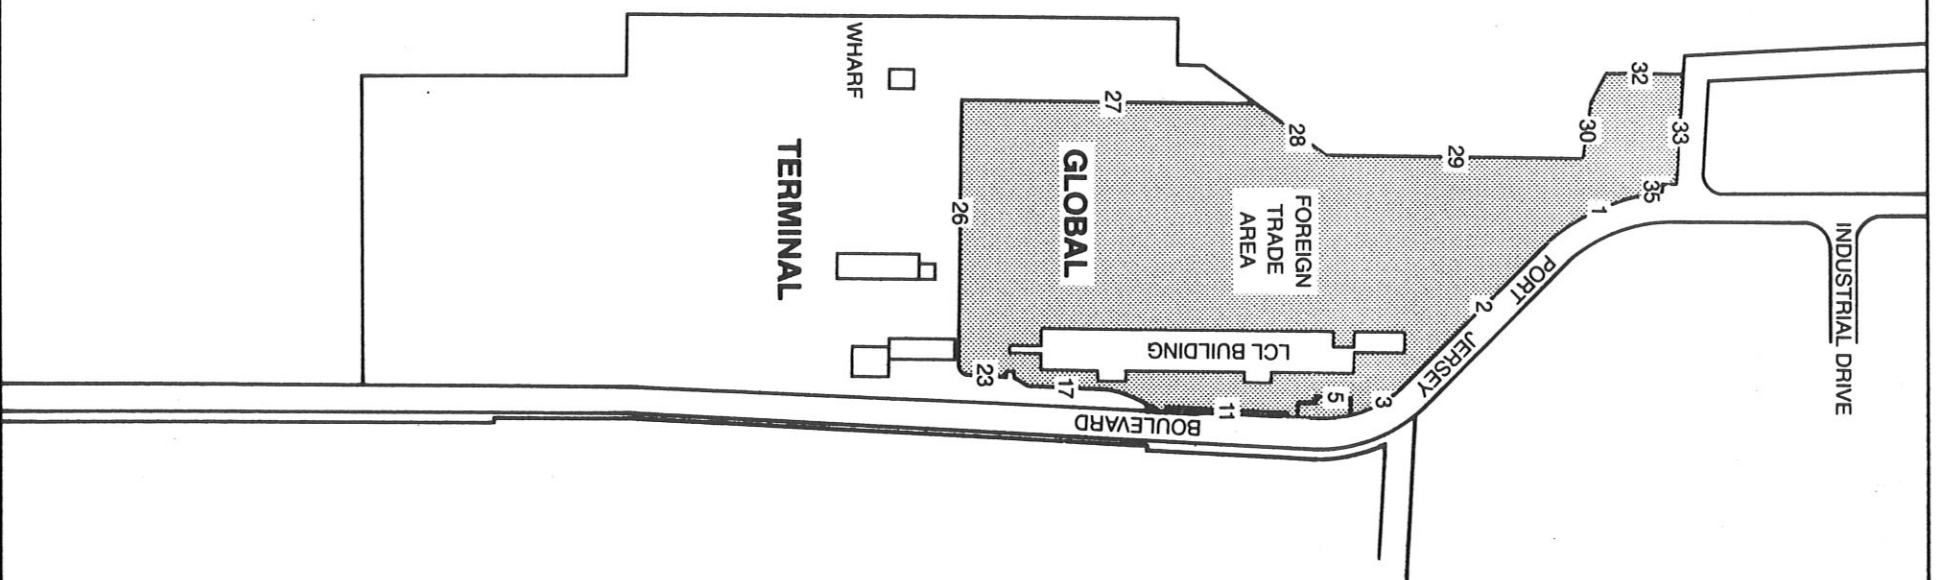 WHARF
TERMINAL
GLOBAL
FOREIGN
TRADE
AREA
LCL BUILDING
PORT
JERSEY
BOULEVARD
INDUSTRIAL DRIVE
32
33
30
35
1
29
28
27
26
2
3
5
11
17
23